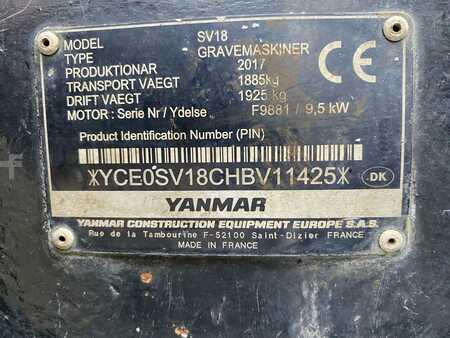 MODEL SV18
TYPE GRAVEMASKINER
PRODUKTIONAR 2017
TRANSPORT VAEGT 1885kg
DRIFT VAEGT 1925 kg
MOTOR : Serie Nr / Ydelse F9881 / 9,5 kW
CE
Product Identification Number (PIN)
*YCE0SV18CHBV11425*
DK
YANMAR
YANMAR CONSTRUCTION EQUIPMENT EUROPE S.A.S.
Rue de la Tambourine F-52100 Saint-Dizier FRANCE
MADE IN FRANCE